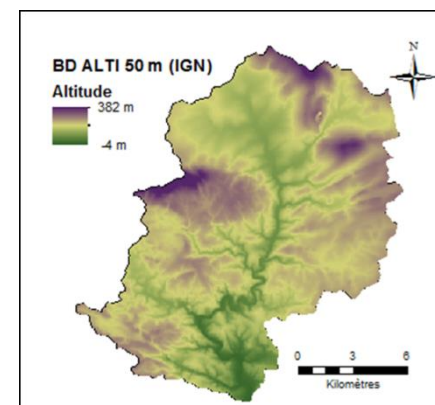 BD ALTI 50 m (IGN)
N
Altitude
382 m
-4 m
0 3 6
Kilomètres